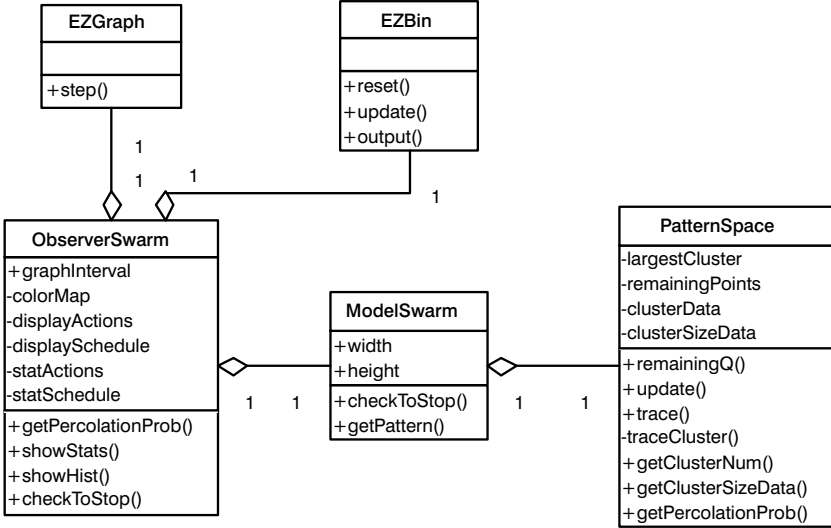 EZGraph
+step()
EZBin
+reset()
+update()
+output()
1
1
1
1
ObserverSwarm
+graphInterval
-colorMap
-displayActions
-displaySchedule
-statActions
-statSchedule
+getPercolationProb()
+showStats()
+showHist()
+checkToStop()
1
1
ModelSwarm
+width
+height
+checkToStop()
+getPattern()
1
1
PatternSpace
-largestCluster
-remainingPoints
-clusterData
-clusterSizeData
+remainingQ()
+update()
+trace()
-traceCluster()
+getClusterNum()
+getClusterSizeData()
+getPercolationProb()